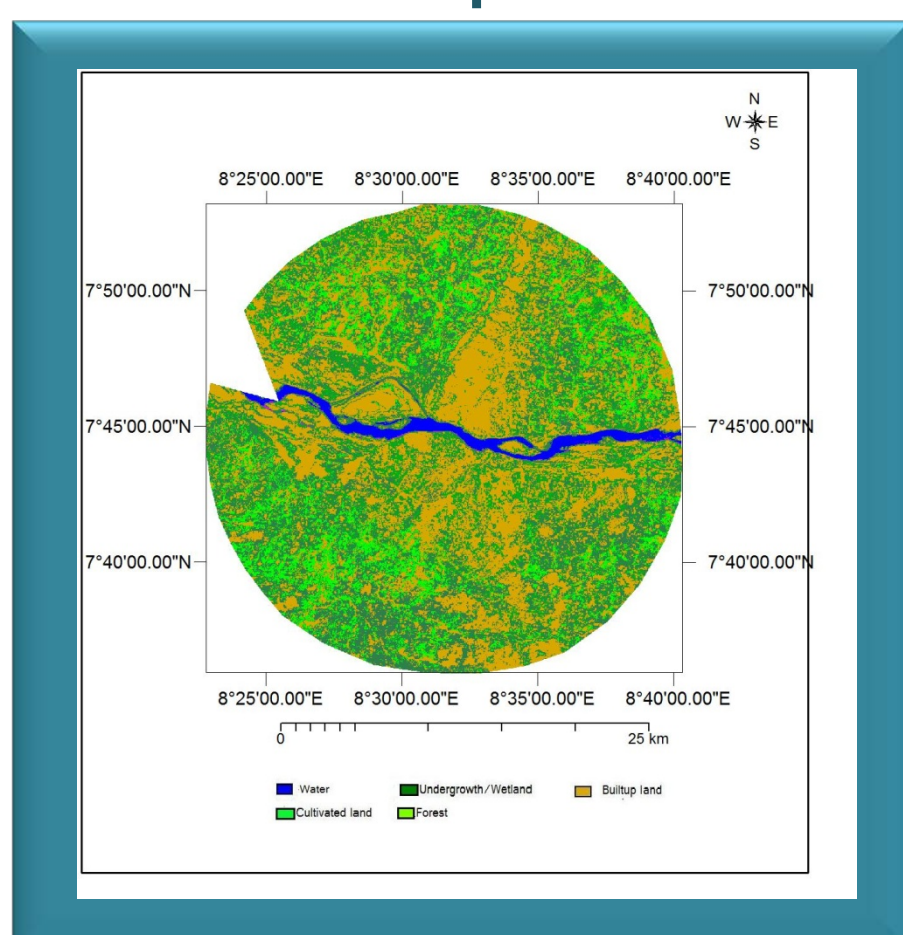 N
W E
S
8°25'00.00"E 8°30'00.00"E 8°35'00.00"E 8°40'00.00"E
7°50'00.00"N 7°50'00.00"N
7°45'00.00"N 7°45'00.00"N
7°40'00.00"N 7°40'00.00"N
8°25'00.00"E 8°30'00.00"E 8°35'00.00"E 8°40'00.00"E
0 25 km
Water Undergrowth/Wetland Builtup land
Cultivated land Forest